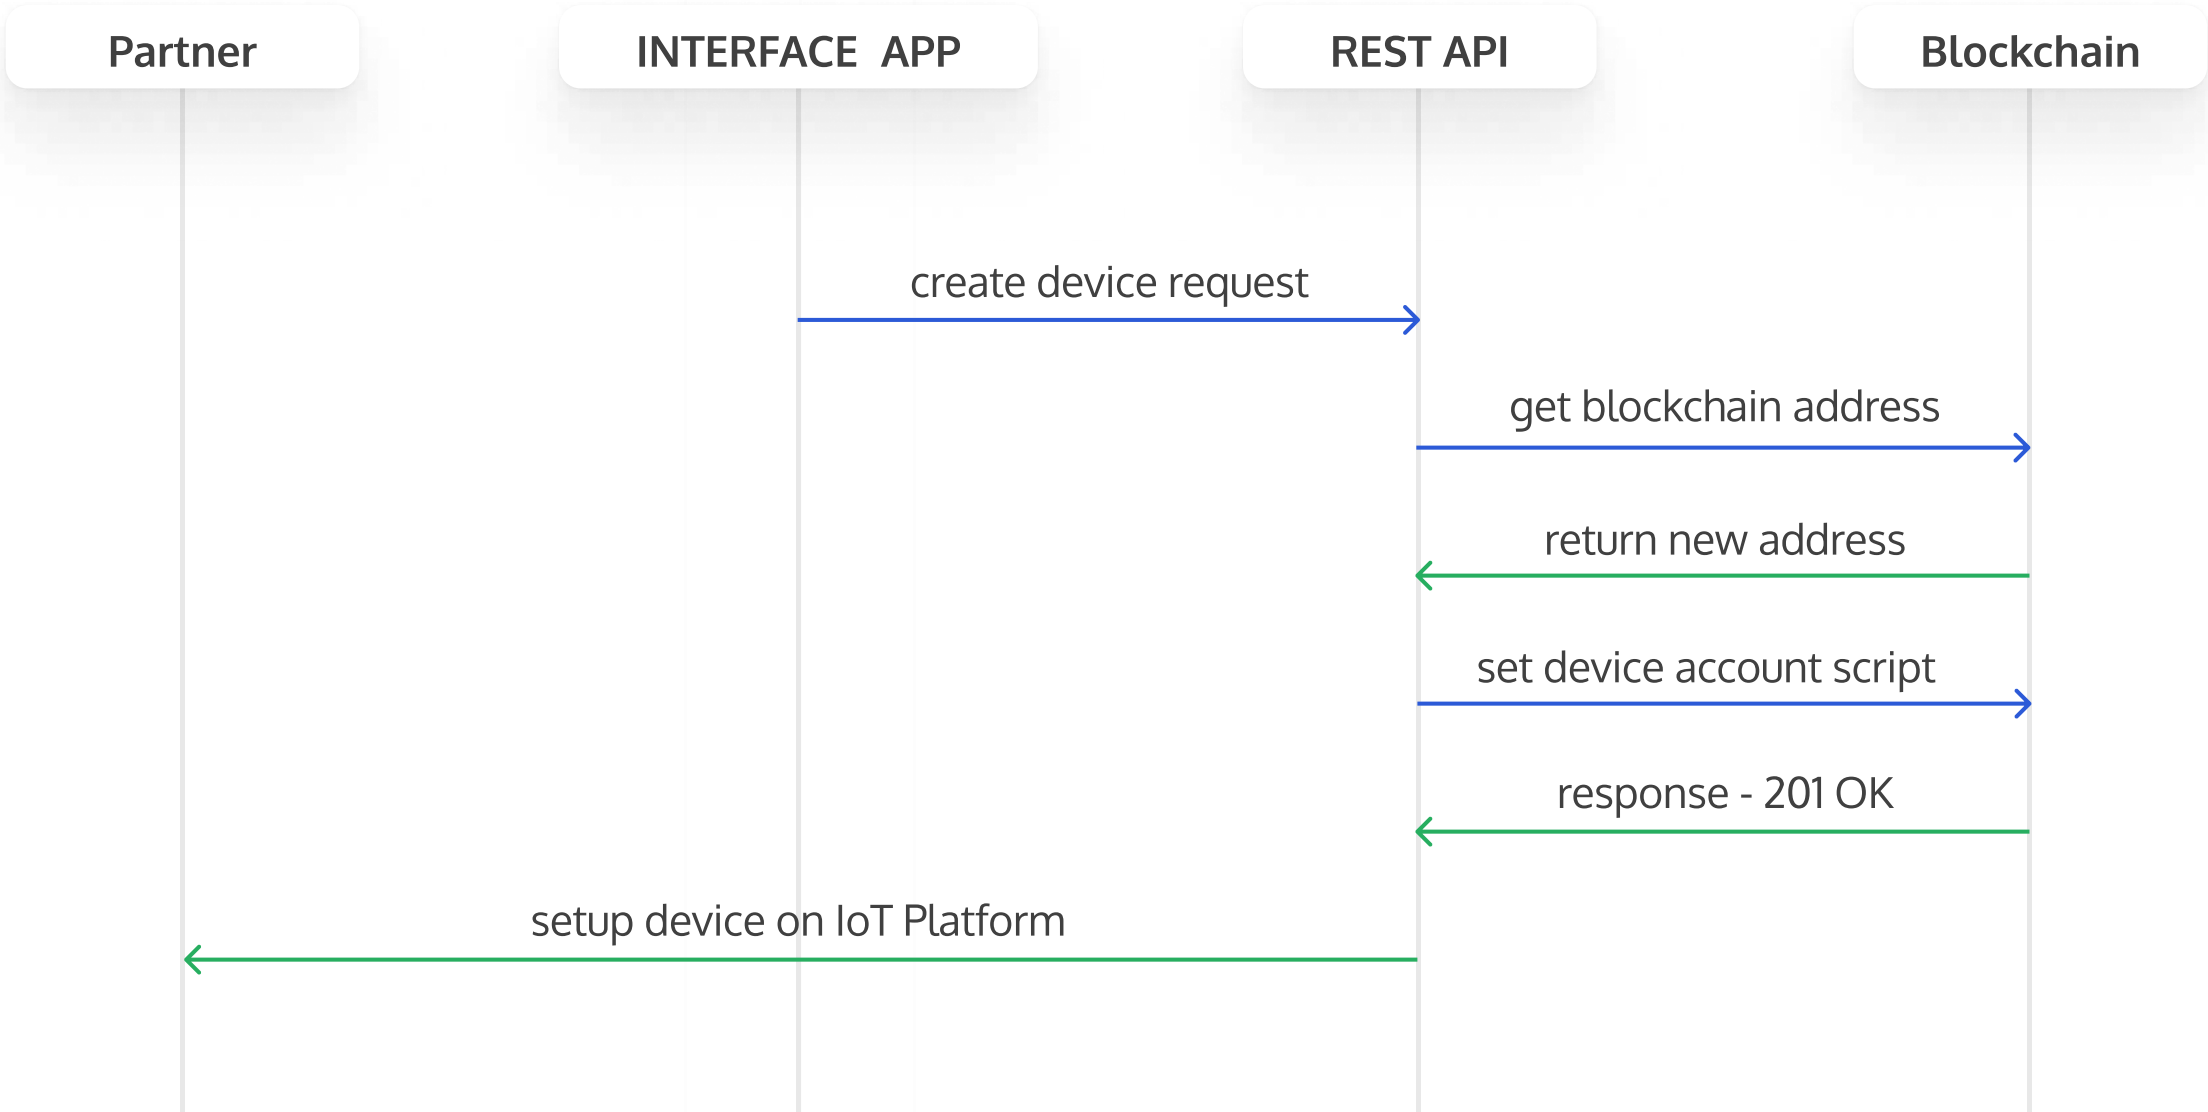 Partner
INTERFACE APP
REST API
Blockchain
create device request
get blockchain address
return new address
set device account script
response - 201 OK
setup device on IoT Platform